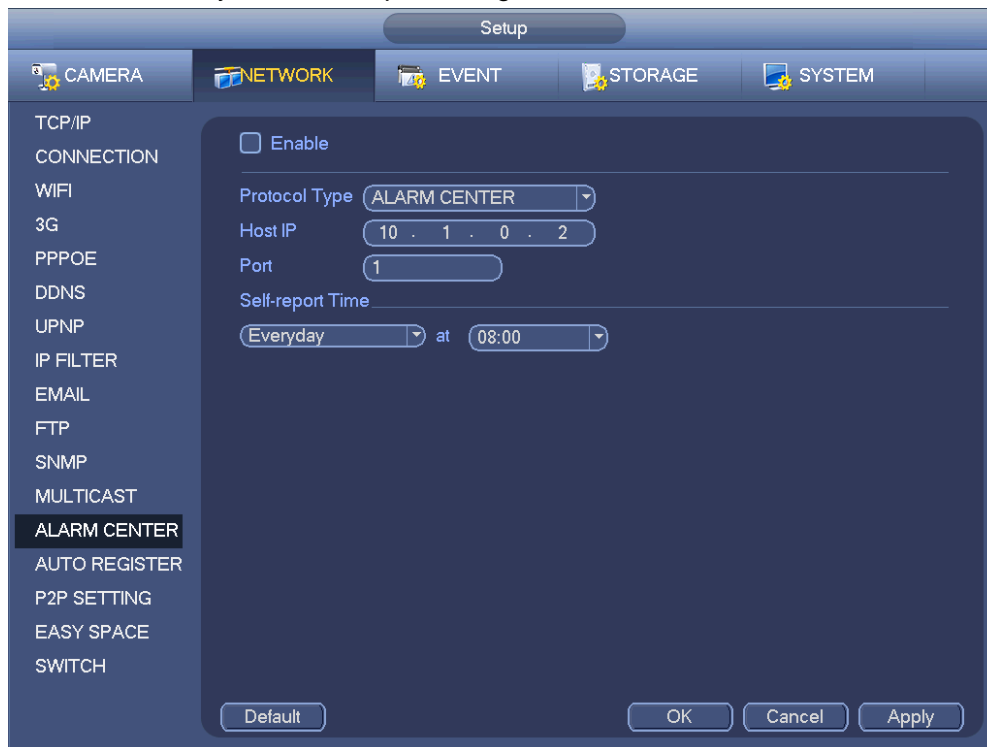 Setup
CAMERA NETWORK EVENT STORAGE SYSTEM
TCP/IP
CONNECTION
WIFI
3G
PPPOE
DDNS
UPNP
IP FILTER
EMAIL
FTP
SNMP
MULTICAST
ALARM CENTER
AUTO REGISTER
P2P SETTING
EASY SPACE
SWITCH
Enable
Protocol Type ALARM CENTER
Host IP 10 . 1 . 0 . 2
Port 1
Self-report Time
Everyday at 08:00
Default OK Cancel Apply